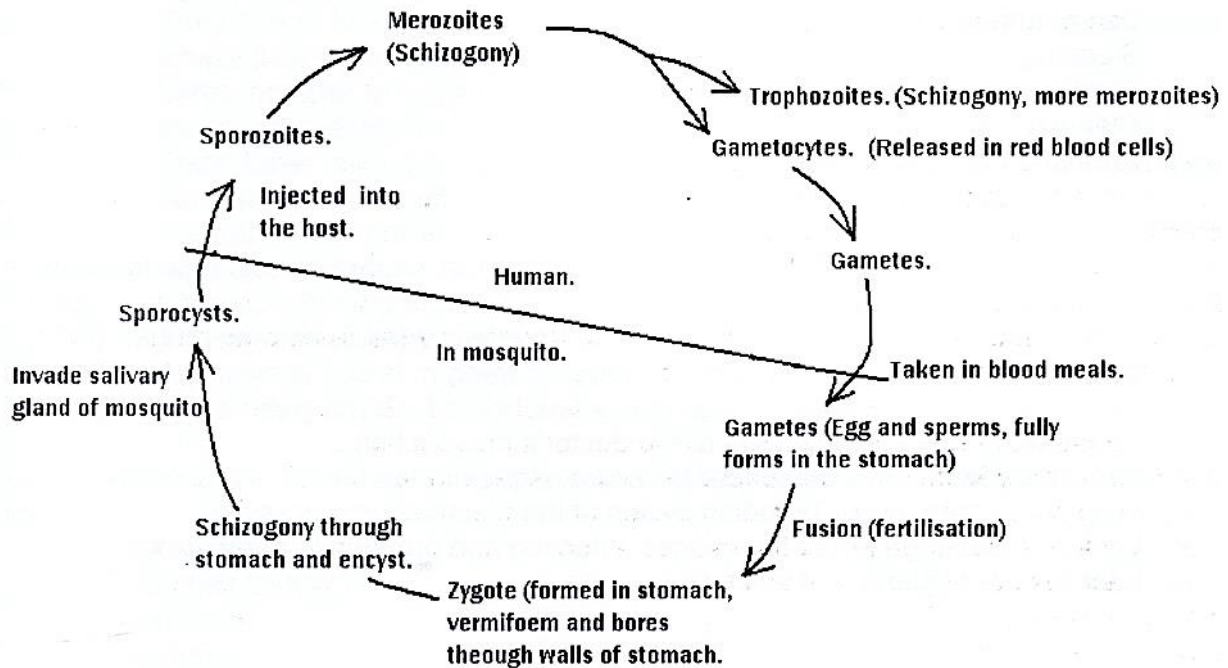 Merozoites
(Schizogony)
Trophozoites. (Schizogony, more merozoites)
Gametocytes. (Released in red blood cells)
Sporozoites.
Injected into
the host.
Gametes.
Human.
Sporocysts.
In mosquito.
Taken in blood meals.
Invade salivary
gland of mosquito
Gametes (Egg and sperms, fully
forms in the stomach)
Fusion (fertilisation)
Schizogony through
stomach and encyst.
Zygote (formed in stomach,
vermifoem and bores
theough walls of stomach.